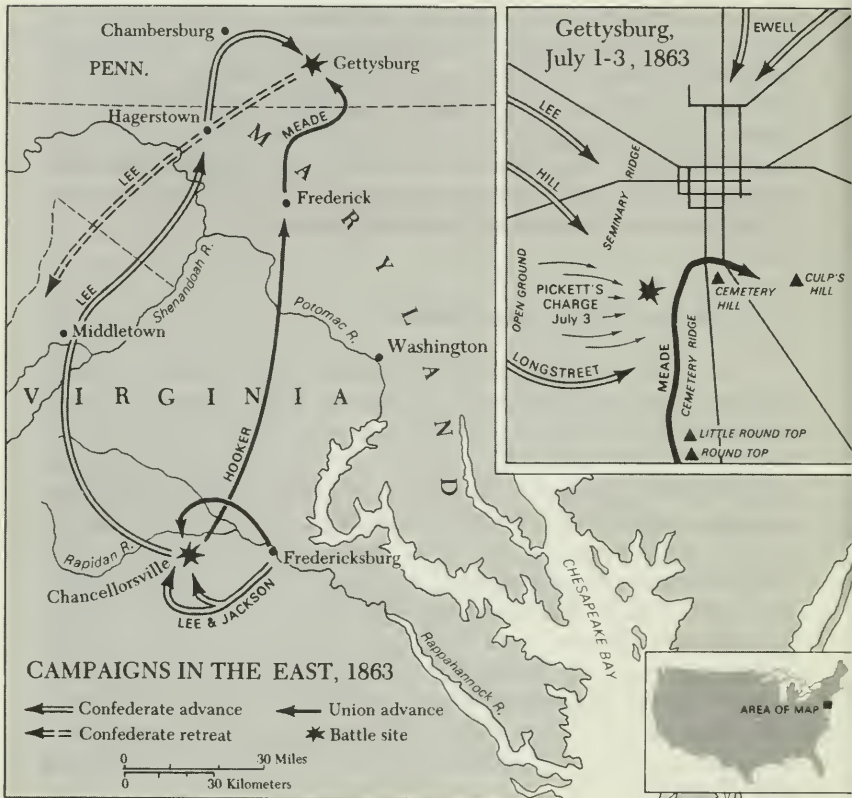 Chambersburg
PENN.
Gettysburg
Hagerstown
MEADE
MARYLAND
LEE
Frederick
LEE
Shenandoah R.
Potomac R.
Middletown
Washington
VIRGINIA
HOOKER
Rapidan R.
Fredericksburg
Chancellorsville
LEE & JACKSON
Rappahannock R.
CHESAPEAKE BAY
CAMPAIGNS IN THE EAST, 1863
Confederate advance
Union advance
Confederate retreat
Battle site
0 30 Miles
0 30 Kilometers
Gettysburg,
July 1-3, 1863
EWELL
LEE
HILL
SEMINARY RIDGE
OPEN GROUND
PICKETT'S
CHARGE
July 3
CEMETERY
HILL
CULP'S
HILL
LONGSTREET
MEADE
CEMETERY RIDGE
LITTLE ROUND TOP
ROUND TOP
AREA OF MAP